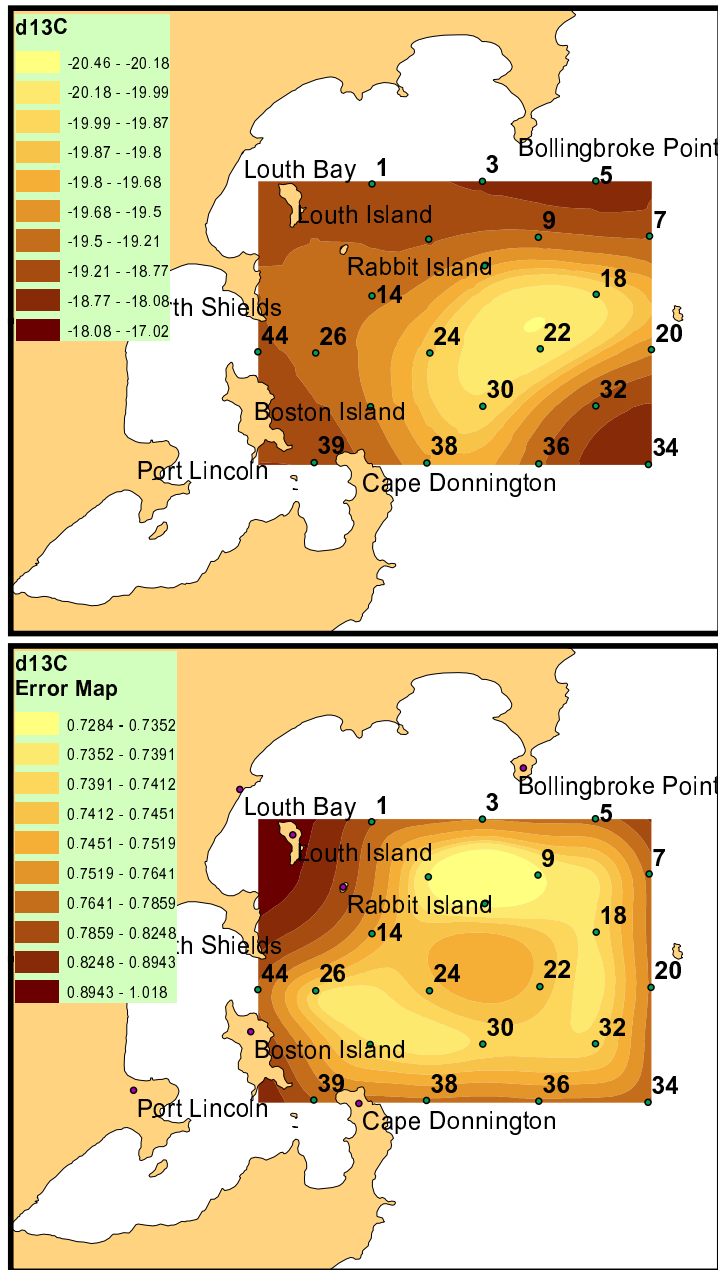 d13C
-20.46 - -20.18
-20.18 - -19.99
-19.99 - -19.87
-19.87 - -19.8
-19.8 - -19.68
-19.68 - -19.5
-19.5 - -19.21
-19.21 - -18.77
-18.77 - -18.08
-18.08 - -17.02
Bollingbroke Point
Louth Bay
1
3
5
Louth Island
9
7
Rabbit Island
14
18
th Shields
44
26
24
22
20
Boston Island
30
32
39
38
36
34
Port Lincoln
Cape Donnington
d13C
Error Map
0.7284 - 0.7352
0.7352 - 0.7391
0.7391 - 0.7412
0.7412 - 0.7451
0.7451 - 0.7519
0.7519 - 0.7641
0.7641 - 0.7859
0.7859 - 0.8248
0.8248 - 0.8943
0.8943 - 1.018
Bollingbroke Point
Louth Bay
1
3
5
Louth Island
9
7
Rabbit Island
14
18
th Shields
44
26
24
22
20
Boston Island
30
32
39
38
36
34
Port Lincoln
Cape Donnington